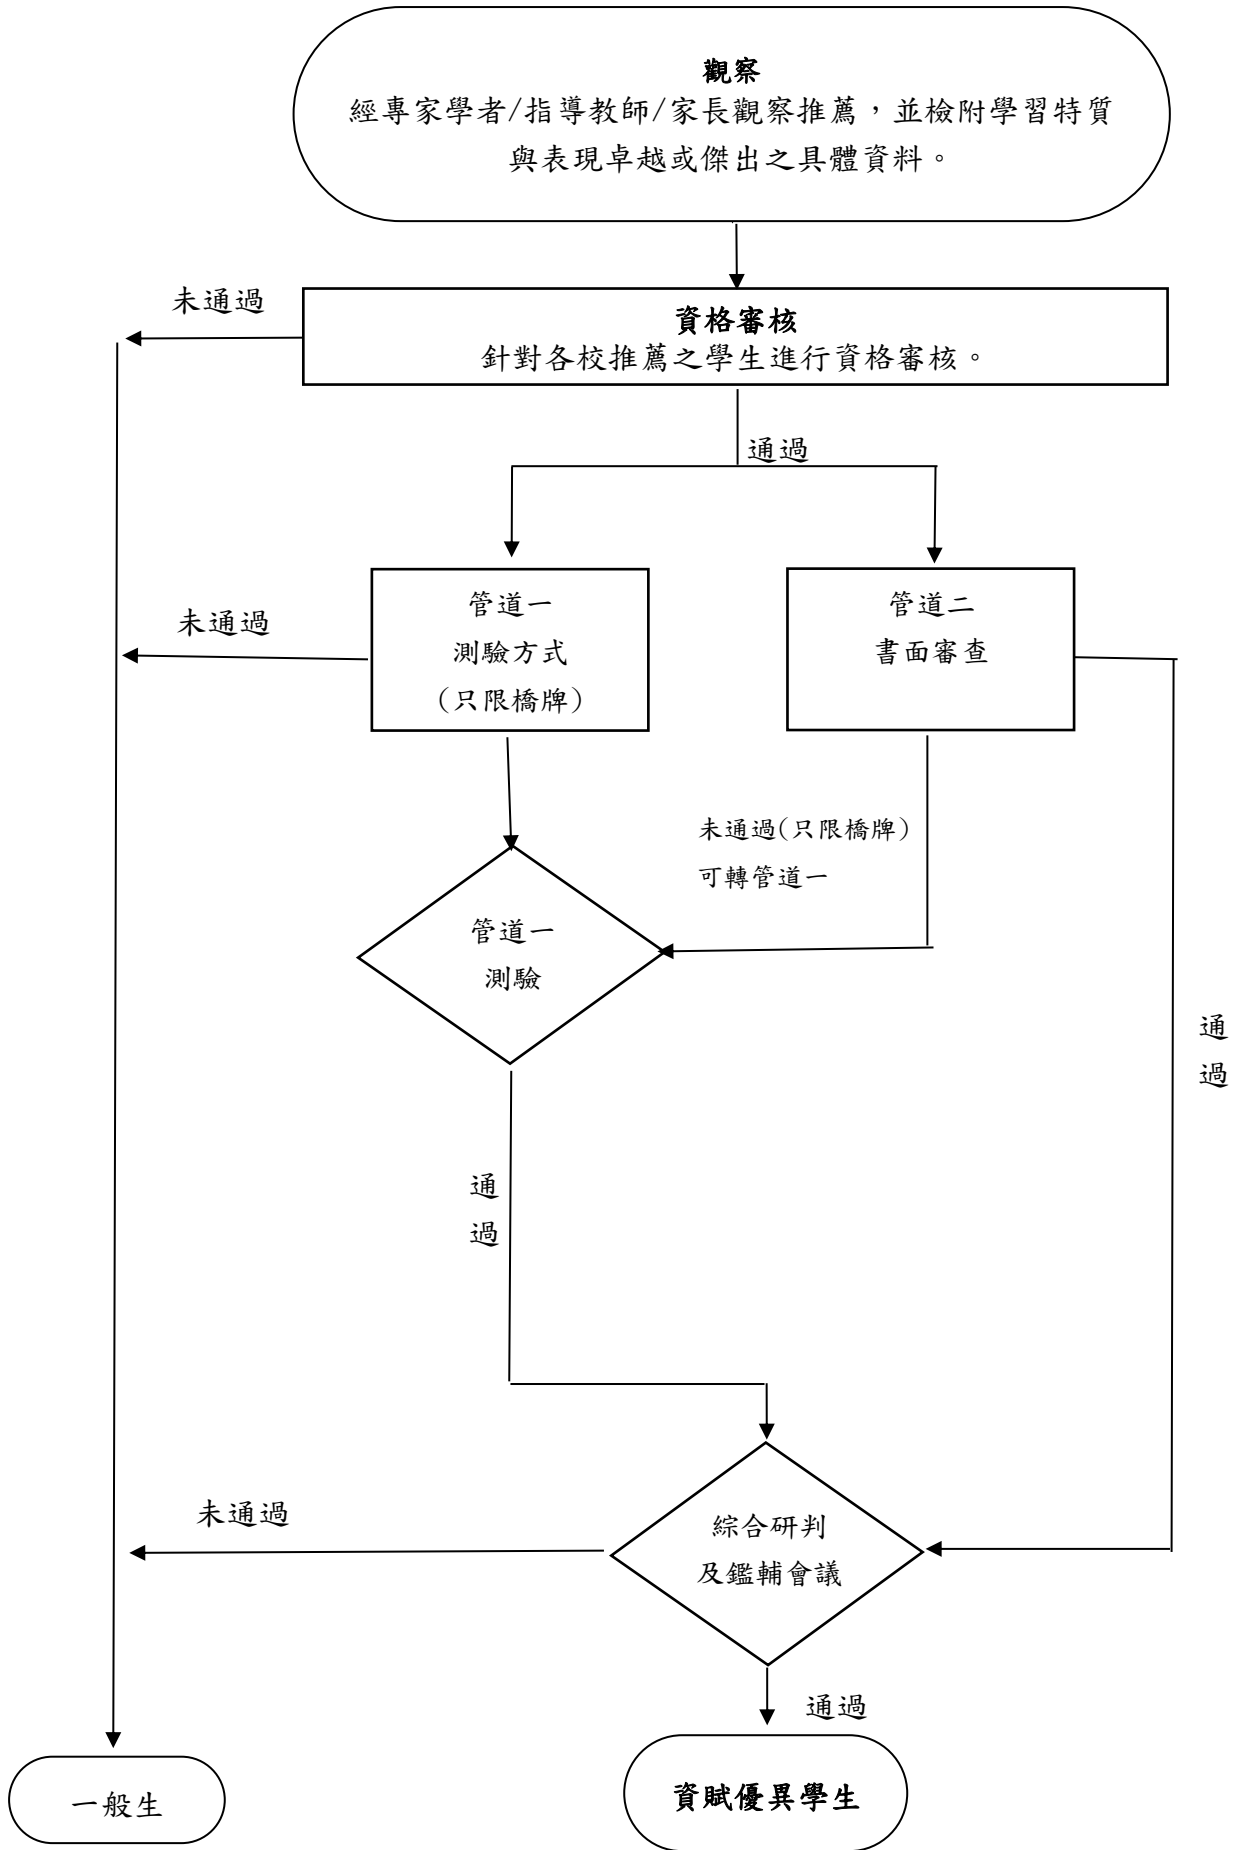 觀察
經專家學者/指導教師/家長觀察推薦，並檢附學習特質
與表現卓越或傑出之具體資料。
未通過
資格審核
針對各校推薦之學生進行資格審核。
通過
管道一
測驗方式
(只限橋牌)
管道二
書面審查
未通過
未通過(只限橋牌)
可轉管道一
管道一
測驗
通
過
通
過
未通過
綜合研判
及鑑輔會議
通過
一般生
資賦優異學生